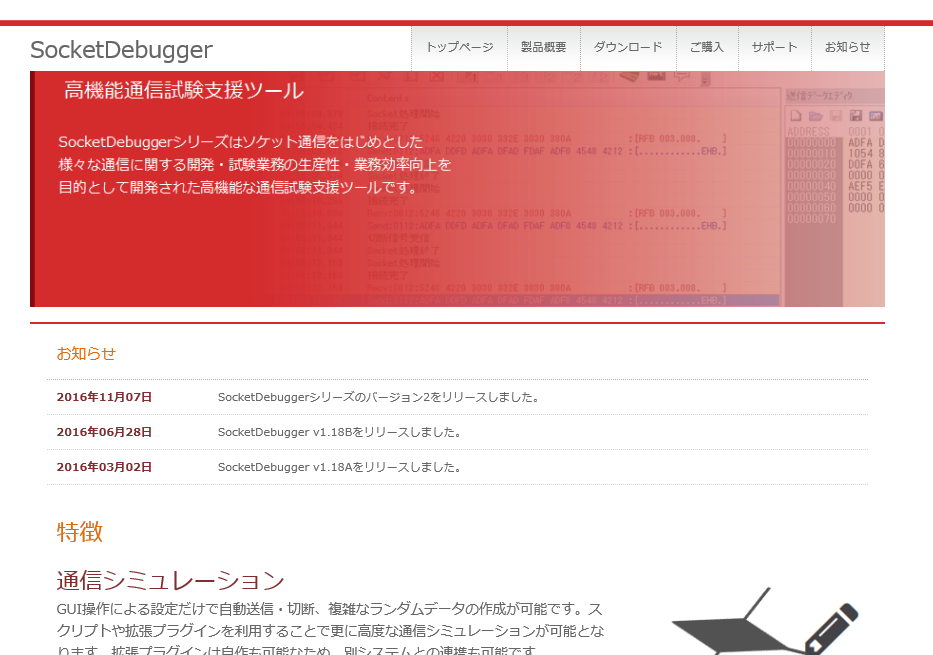 SocketDebugger
トップページ
製品概要
ダウンロード
ご購入
サポート
お知らせ
高機能通信試験支援ツール
SocketDebuggerシリーズはソケット通信をはじめとした
様々な通信に関する開発・試験業務の生産性・業務効率向上を
目的として開発された高機能な通信試験支援ツールです。
お知らせ
2016年11月07日 SocketDebuggerシリーズのバージョン2をリリースしました。
2016年06月28日 SocketDebugger v1.18Bをリリースしました。
2016年03月02日 SocketDebugger v1.18Aをリリースしました。
特徴
通信シミュレーション
GUI操作による設定だけで自動送信・切断、複雑なランダムデータの作成が可能です。ス
クリプトや拡張プラグインを利用することで更に高度な通信シミュレーションが可能とな
ります。拡張プラグインは自作も可能なため、別システムとの連携も可能です。